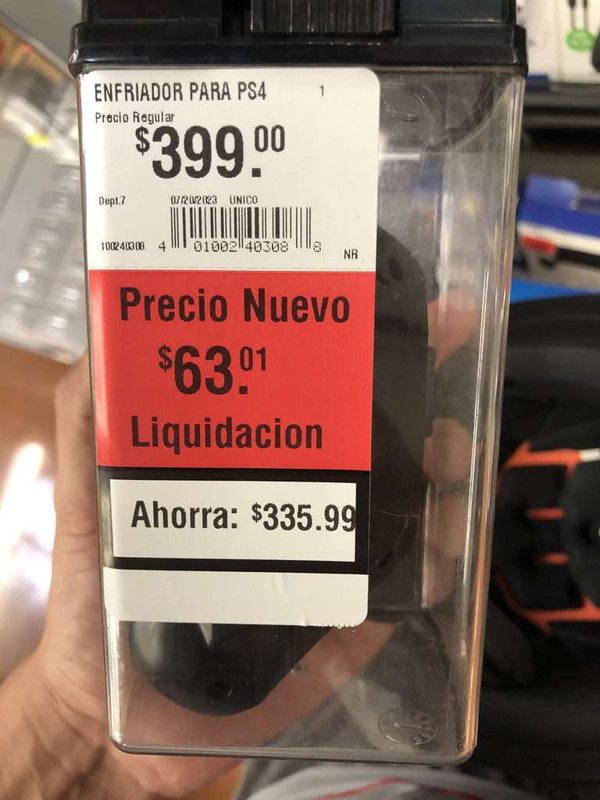 ENFRIADOR PARA PS4 1
Precio Regular
$399.00
Dept.7 07/20/2023 UNICO
100240308 4 01002 40308 8 NR
Precio Nuevo
$63.01
Liquidacion
Ahorra: $335.99